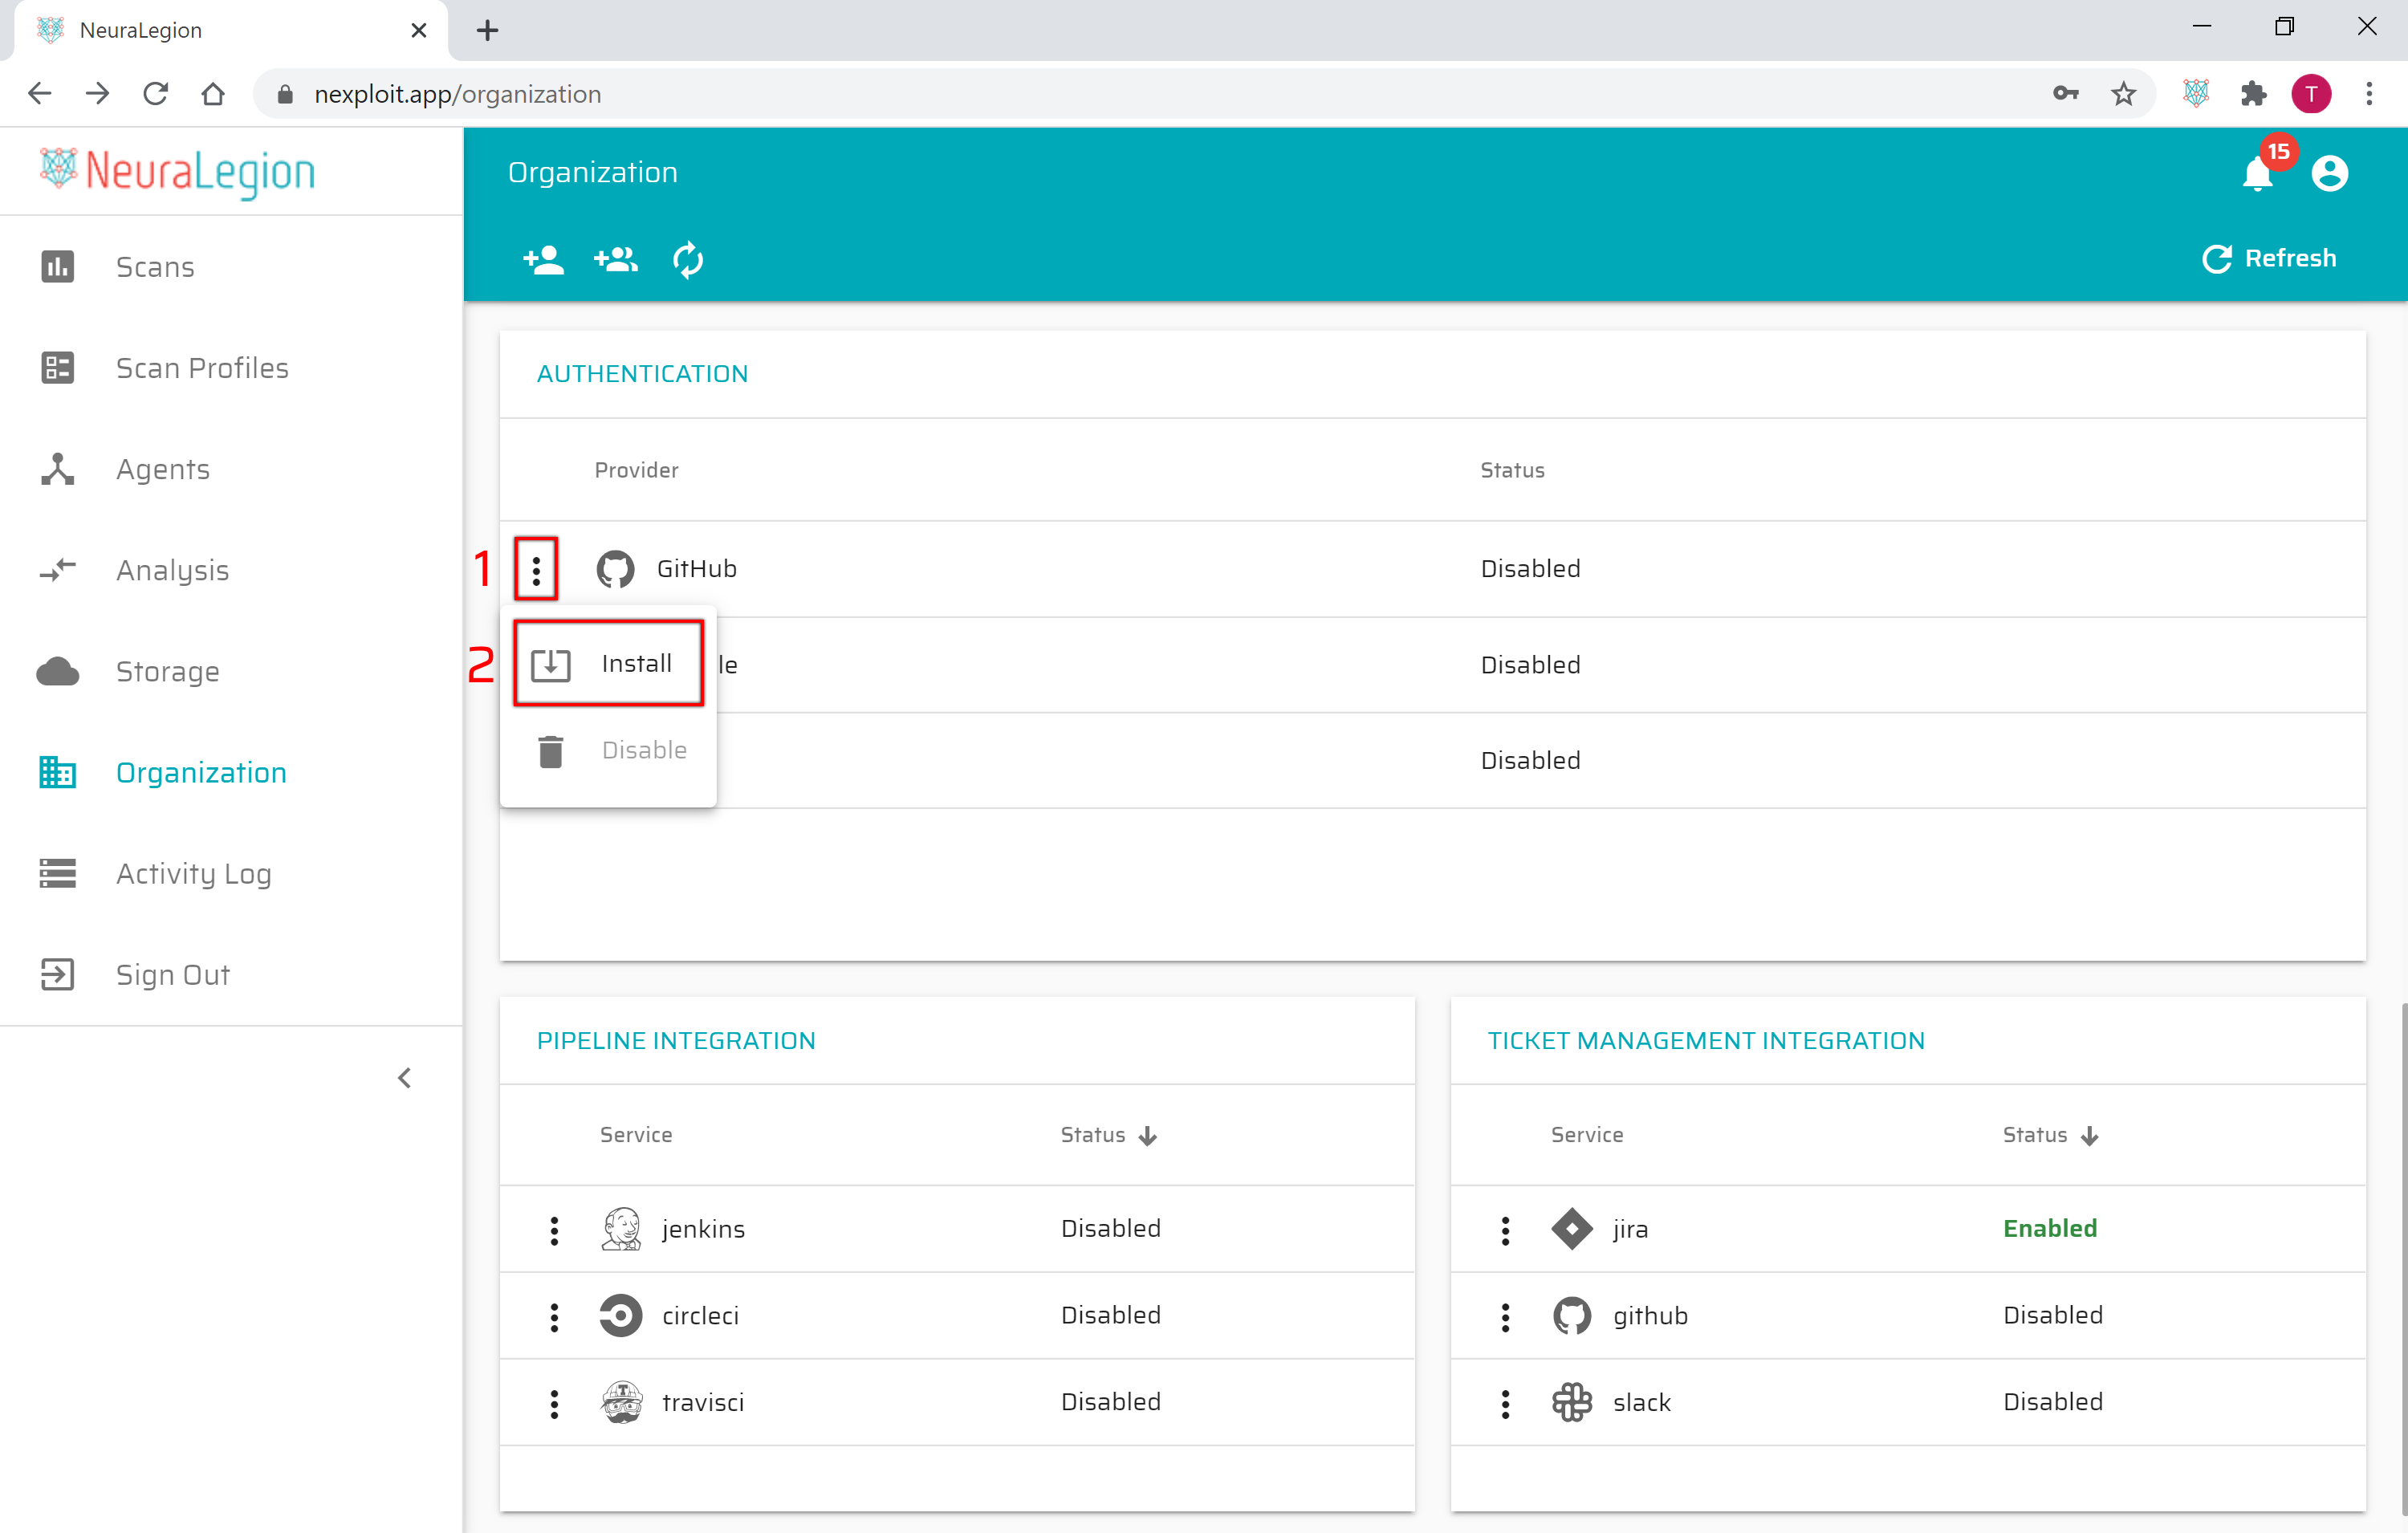 NeuraLegion
nexploit.app/organization
T
NeuraLegion
Organization
15
Refresh
Scans
Scan Profiles
Agents
Analysis
Storage
Organization
Activity Log
Sign Out
AUTHENTICATION
Provider Status
1 GitHub Disabled
2 Install le Disabled
Disable Disabled
PIPELINE INTEGRATION
Service Status
jenkins Disabled
circleci Disabled
travisci Disabled
TICKET MANAGEMENT INTEGRATION
Service Status
jira Enabled
github Disabled
slack Disabled